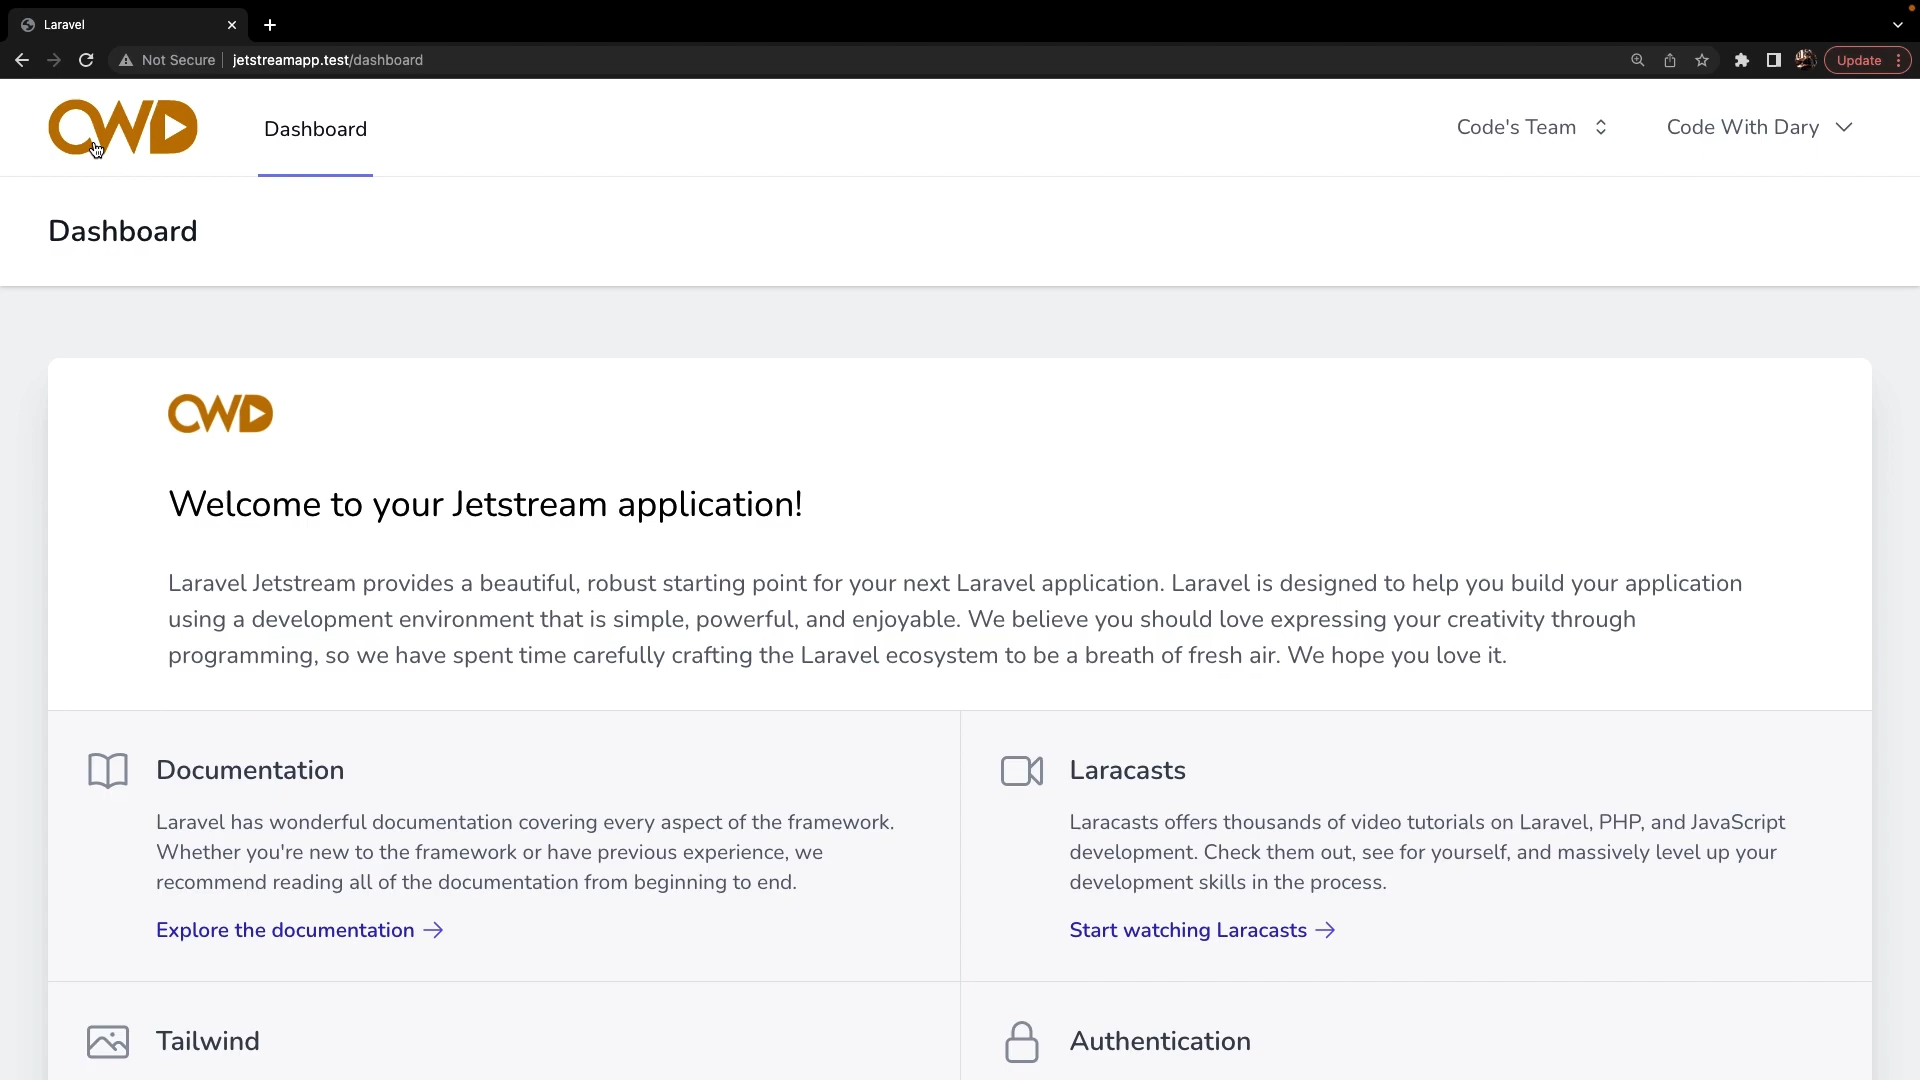 Laravel
Not Secure jetstreamapp.test/dashboard
Update
CWD
Dashboard
Code's Team
Code With Dary
Dashboard
CWD
Welcome to your Jetstream application!
Laravel Jetstream provides a beautiful, robust starting point for your next Laravel application. Laravel is designed to help you build your application
using a development environment that is simple, powerful, and enjoyable. We believe you should love expressing your creativity through
programming, so we have spent time carefully crafting the Laravel ecosystem to be a breath of fresh air. We hope you love it.
Documentation
Laravel has wonderful documentation covering every aspect of the framework.
Whether you're new to the framework or have previous experience, we
recommend reading all of the documentation from beginning to end.
Explore the documentation →
Laracasts
Laracasts offers thousands of video tutorials on Laravel, PHP, and JavaScript
development. Check them out, see for yourself, and massively level up your
development skills in the process.
Start watching Laracasts →
Tailwind
Authentication